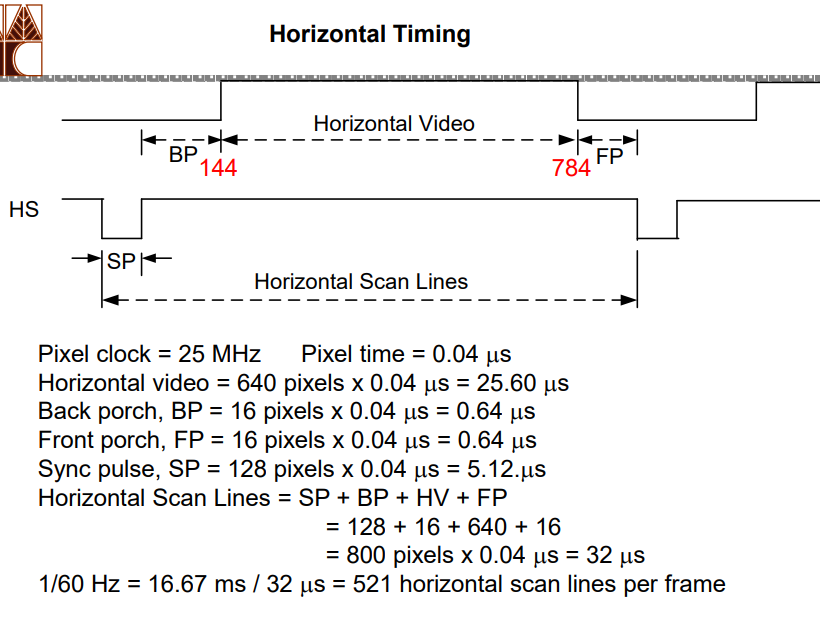 Horizontal Timing
Horizontal Video
BP
144
784
FP
HS
SP
Horizontal Scan Lines
Pixel clock = 25 MHz Pixel time = 0.04 µs
Horizontal video = 640 pixels x 0.04 µs = 25.60 µs
Back porch, BP = 16 pixels x 0.04 µs = 0.64 µs
Front porch, FP = 16 pixels x 0.04 µs = 0.64 µs
Sync pulse, SP = 128 pixels x 0.04 µs = 5.12.µs
Horizontal Scan Lines = SP + BP + HV + FP
= 128 + 16 + 640 + 16
= 800 pixels x 0.04 µs = 32 µs
1/60 Hz = 16.67 ms / 32 µs = 521 horizontal scan lines per frame